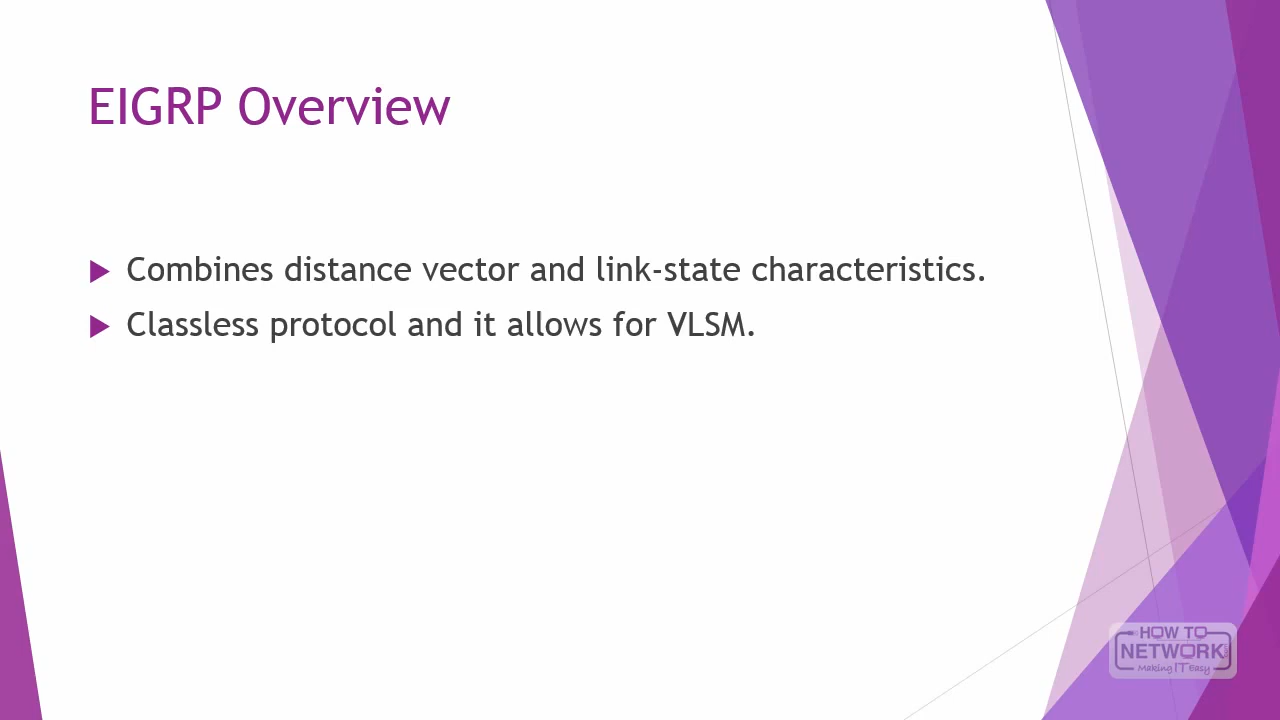 EIGRP Overview
Combines distance vector and link-state characteristics.
Classless protocol and it allows for VLSM.
HOW TO
NETWORK
Making IT Easy